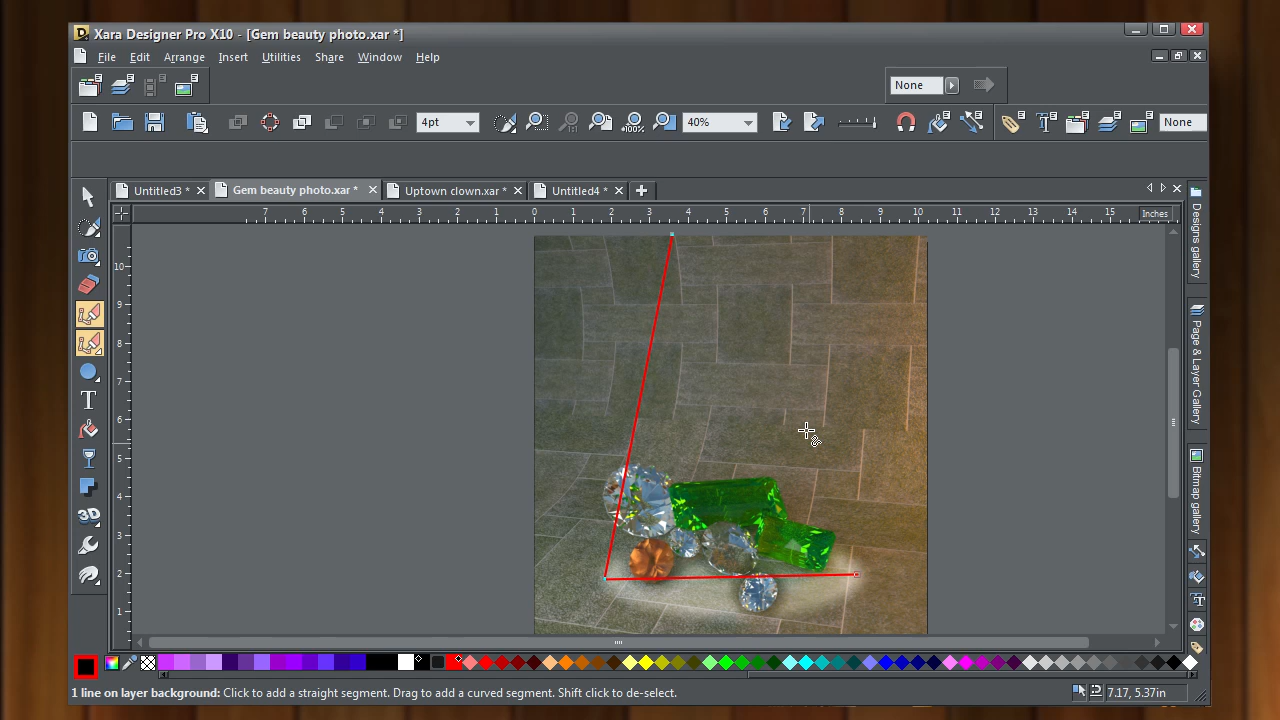 Xara Designer Pro X10 - [Gem beauty photo.xar *]
File Edit Arrange Insert Utilities Share Window Help
None
4pt 40% None
Untitled3 * Gem beauty photo.xar * Uptown clown.xar * Untitled4 *
7 6 5 4 3 2 1 0 1 2 3 4 5 6 7 8 9 10 11 12 13 14 15 Inches
10
9
8
7
6
5
4
3
2
1
Designs gallery
Page & Layer Gallery
Bitmap gallery
1 line on layer background: Click to add a straight segment. Drag to add a curved segment. Shift click to de-select. 7.17, 5.37in